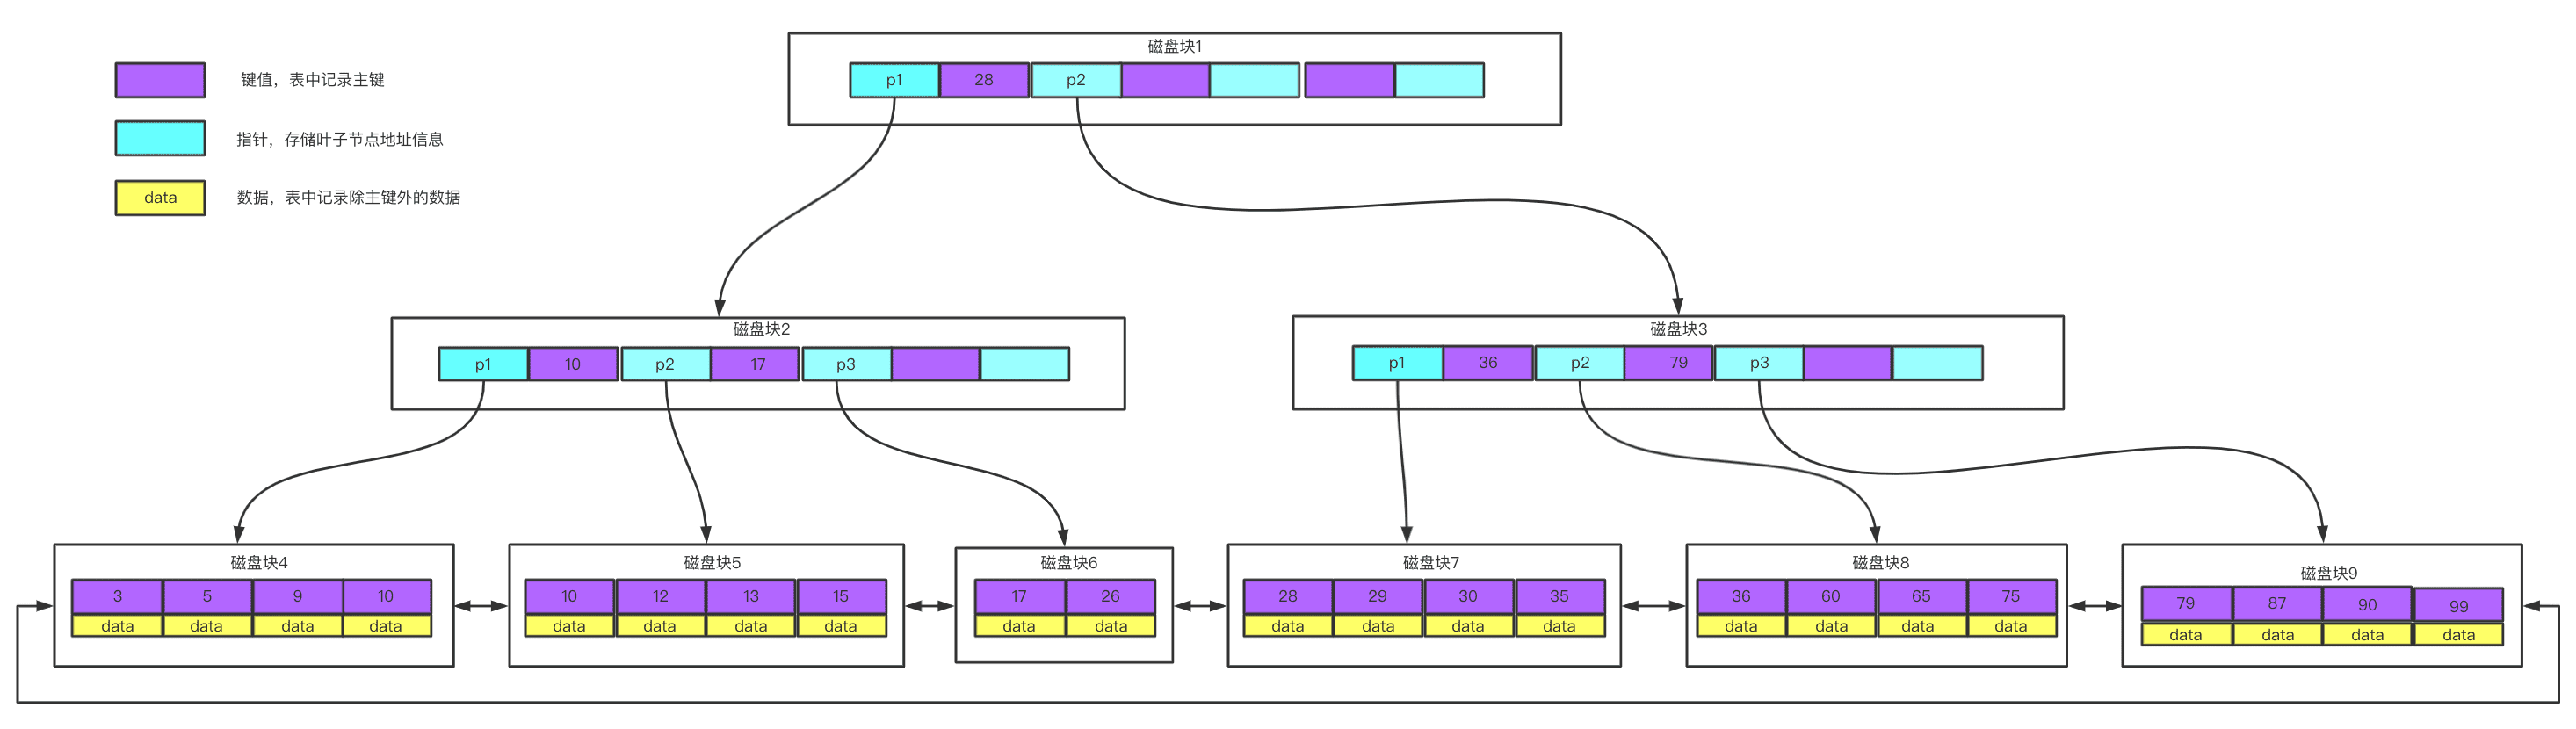 磁盘块1
p1 28 p2
键值，表中记录主键
指针，存储叶子节点地址信息
data 数据，表中记录除主键外的数据
磁盘块2
p1 10 p2 17 p3
磁盘块3
p1 36 p2 79 p3
磁盘块4
3 5 9 10
data data data data
磁盘块5
10 12 13 15
data data data data
磁盘块6
17 26
data data
磁盘块7
28 29 30 35
data data data data
磁盘块8
36 60 65 75
data data data data
磁盘块9
79 87 90 99
data data data data